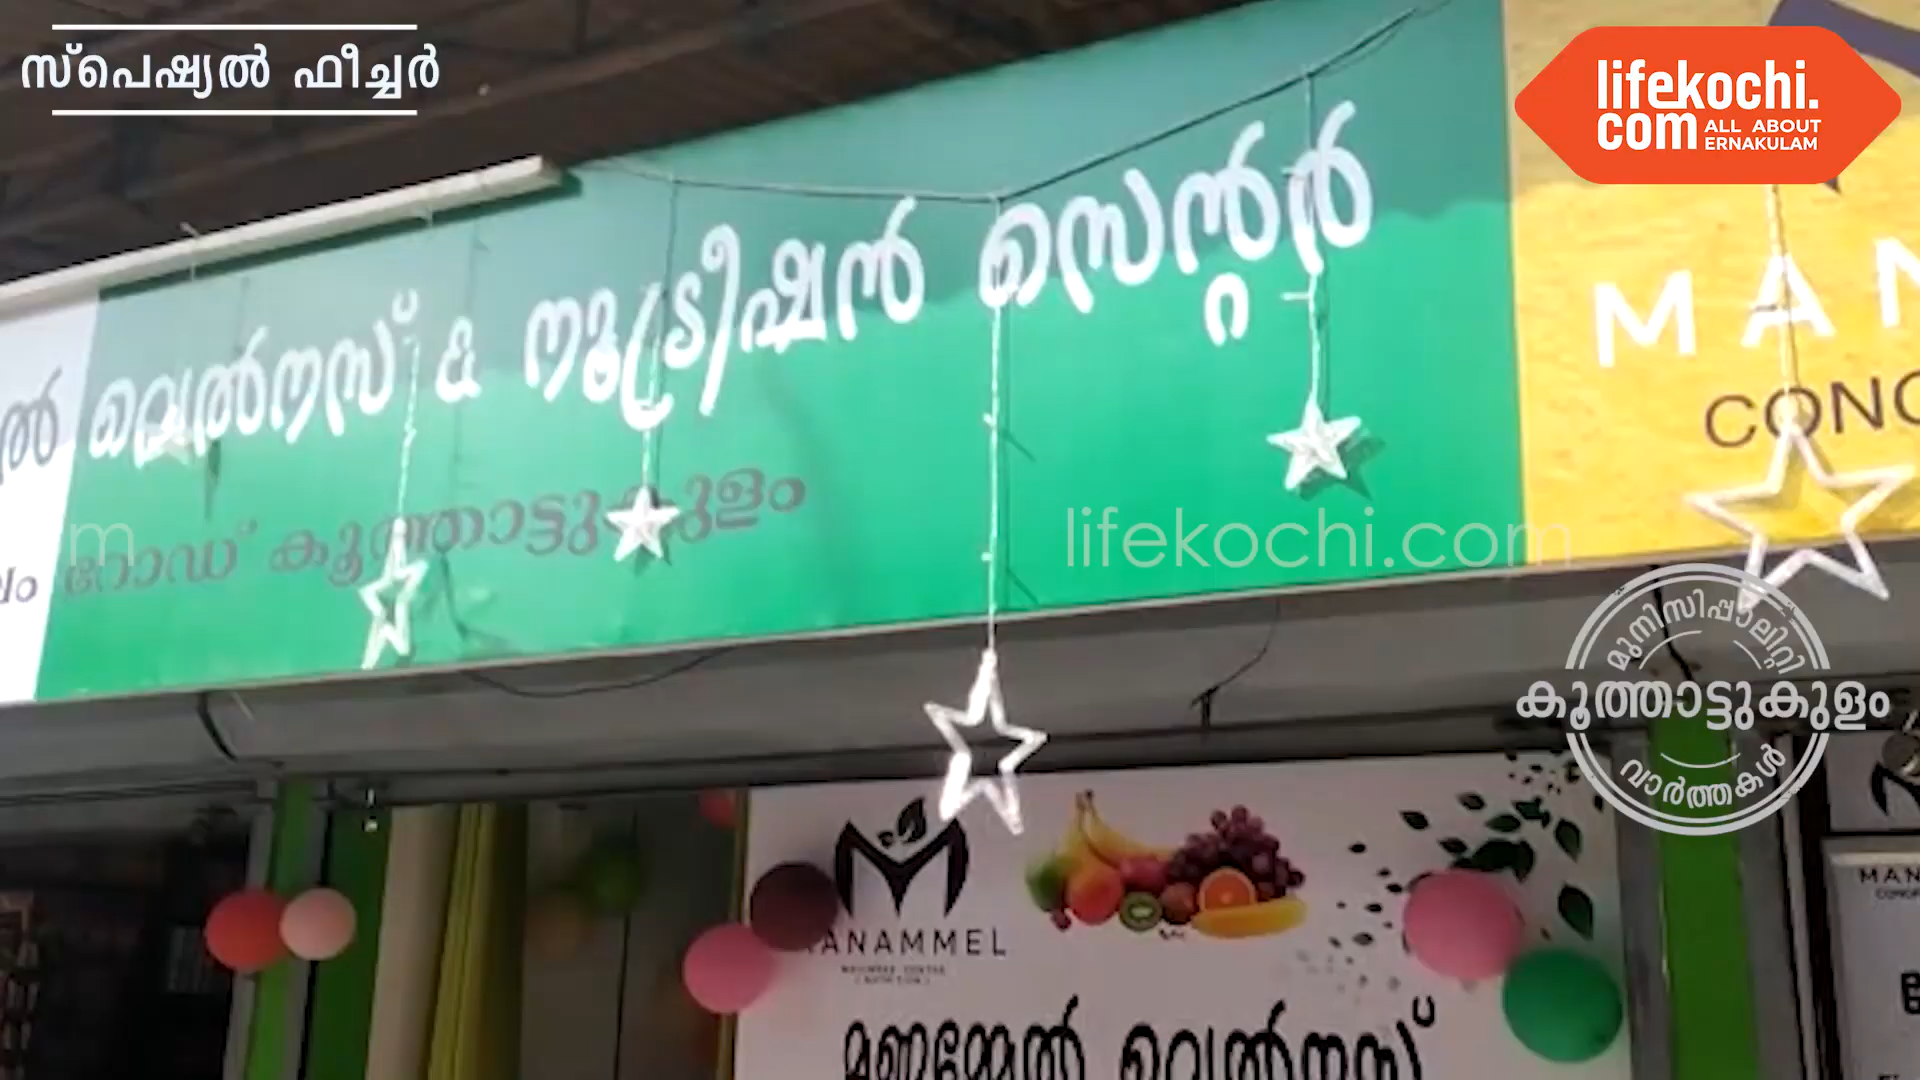 സ്പെഷ്യൽ ഫീച്ചർ
lifekochi.
com ALL ABOUT
ERNAKULAM
ൽ വെൽനസ് & ന്യൂട്രീഷൻ സെന്റർ
റോഡ് കൂത്താട്ടുകുളം
MAN
CONC
m
lifekochi.com
മുനിസിപ്പാലിറ്റി
കൂത്താട്ടുകുളം
വാർത്തകൾ
MANAMMEL
മണമ്മേൽ വെൽനസ്
MAN